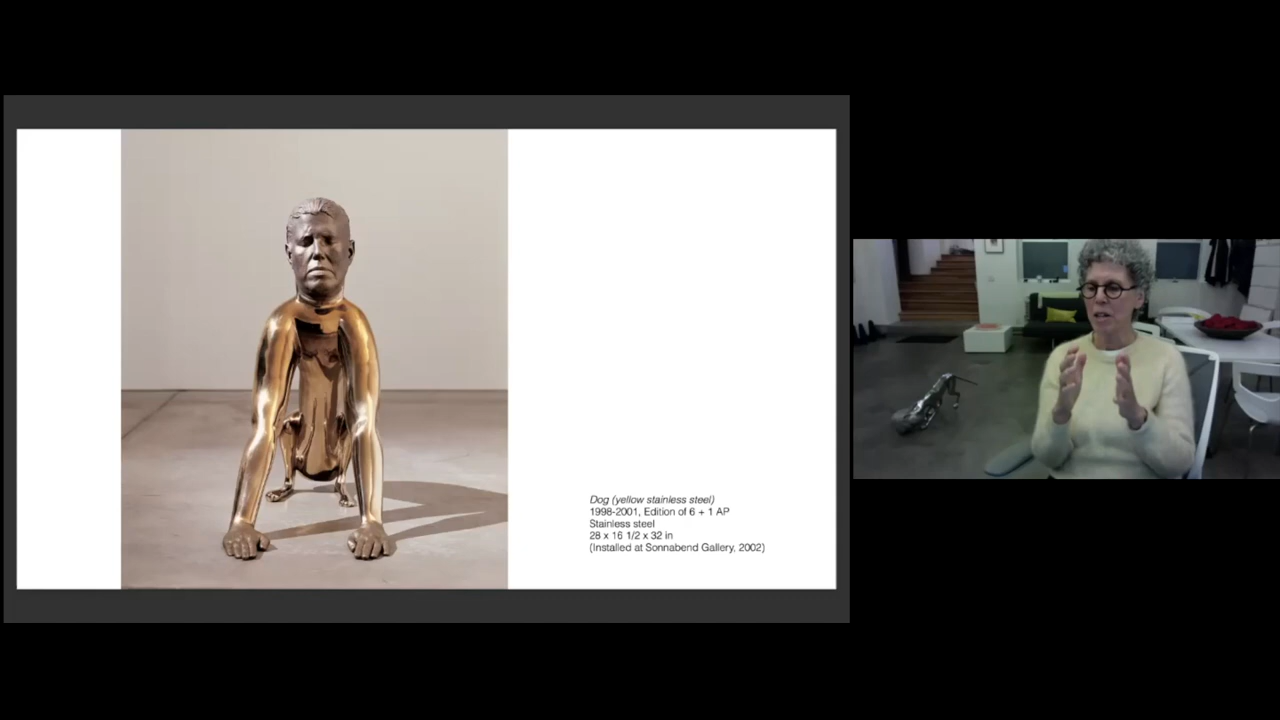 Dog (yellow stainless steel)
1998-2001, Edition of 6 + 1 AP
Stainless steel
28 x 16 1/2 x 32 in
(Installed at Sonnabend Gallery, 2002)